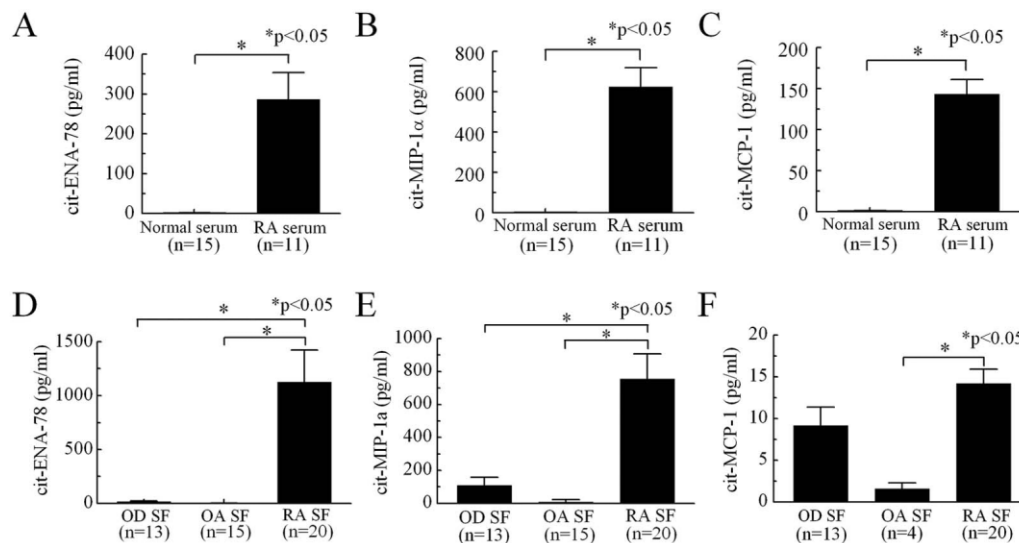 A
*p<0.05
*
cit-ENA-78 (pg/ml)
400
300
200
100
0
Normal serum RA serum
(n=15) (n=11)
B
*p<0.05
*
cit-MIP-1α (pg/ml)
800
600
400
200
0
Normal serum RA serum
(n=15) (n=11)
C
*p<0.05
*
cit-MCP-1 (pg/ml)
200
150
100
50
0
Normal serum RA serum
(n=15) (n=11)
D
*p<0.05
*
*
cit-ENA-78 (pg/ml)
1500
1000
500
0
OD SF OA SF RA SF
(n=13) (n=15) (n=20)
E
*p<0.05
*
*
cit-MIP-1a (pg/ml)
1000
800
600
400
200
0
OD SF OA SF RA SF
(n=13) (n=15) (n=20)
F
*p<0.05
*
cit-MCP-1 (pg/ml)
20
15
10
5
0
OD SF OA SF RA SF
(n=13) (n=4) (n=20)